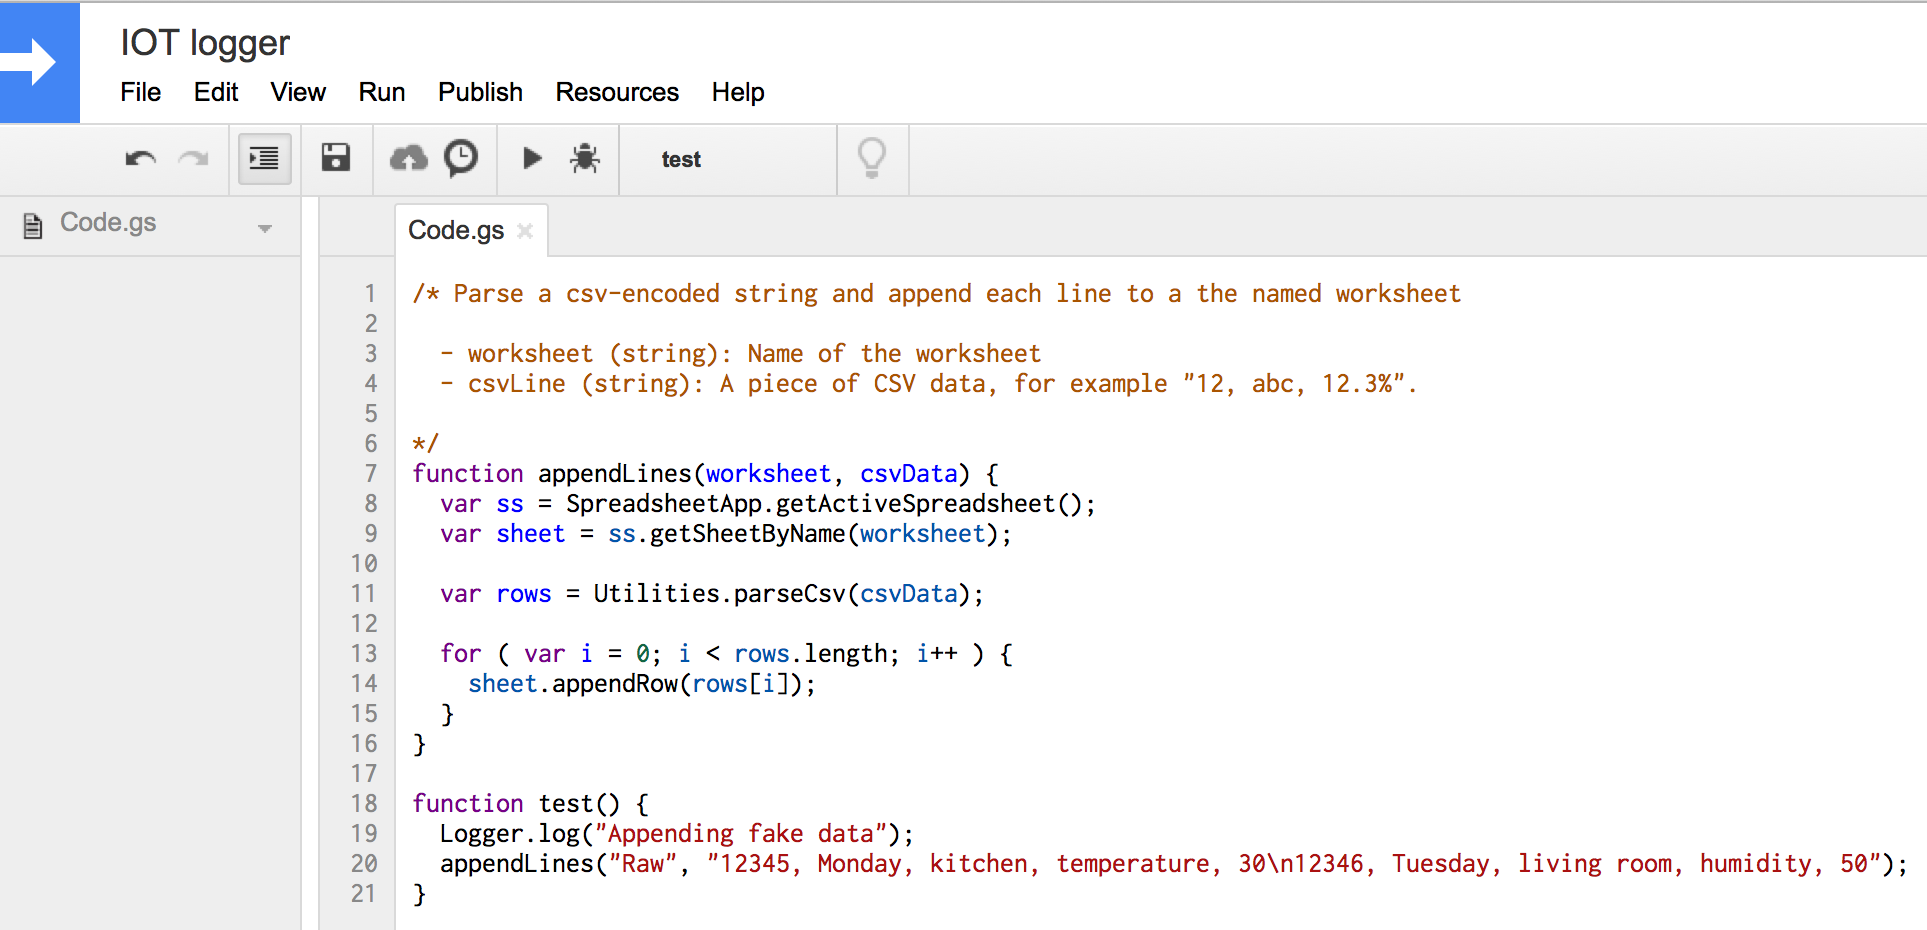 IOT logger
File Edit View Run Publish Resources Help
test
Code.gs
Code.gs
1 /* Parse a csv-encoded string and append each line to a the named worksheet
2
3   - worksheet (string): Name of the worksheet
4   - csvLine (string): A piece of CSV data, for example "12, abc, 12.3%".
5
6 */
7 function appendLines(worksheet, csvData) {
8   var ss = SpreadsheetApp.getActiveSpreadsheet();
9   var sheet = ss.getSheetByName(worksheet);
10
11   var rows = Utilities.parseCsv(csvData);
12
13   for ( var i = 0; i < rows.length; i++ ) {
14     sheet.appendRow(rows[i]);
15   }
16 }
17
18 function test() {
19   Logger.log("Appending fake data");
20   appendLines("Raw", "12345, Monday, kitchen, temperature, 30\n12346, Tuesday, living room, humidity, 50");
21 }